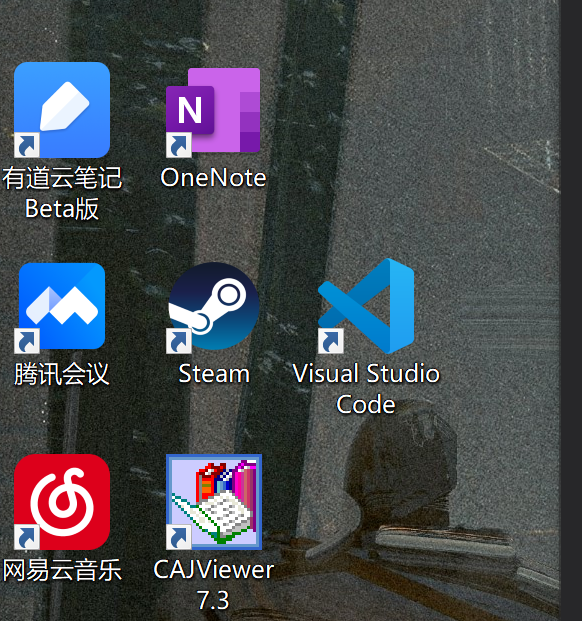 N
有道云笔记
Beta版
OneNote
腾讯会议
Steam
Visual Studio
Code
网易云音乐
CAJViewer
7.3